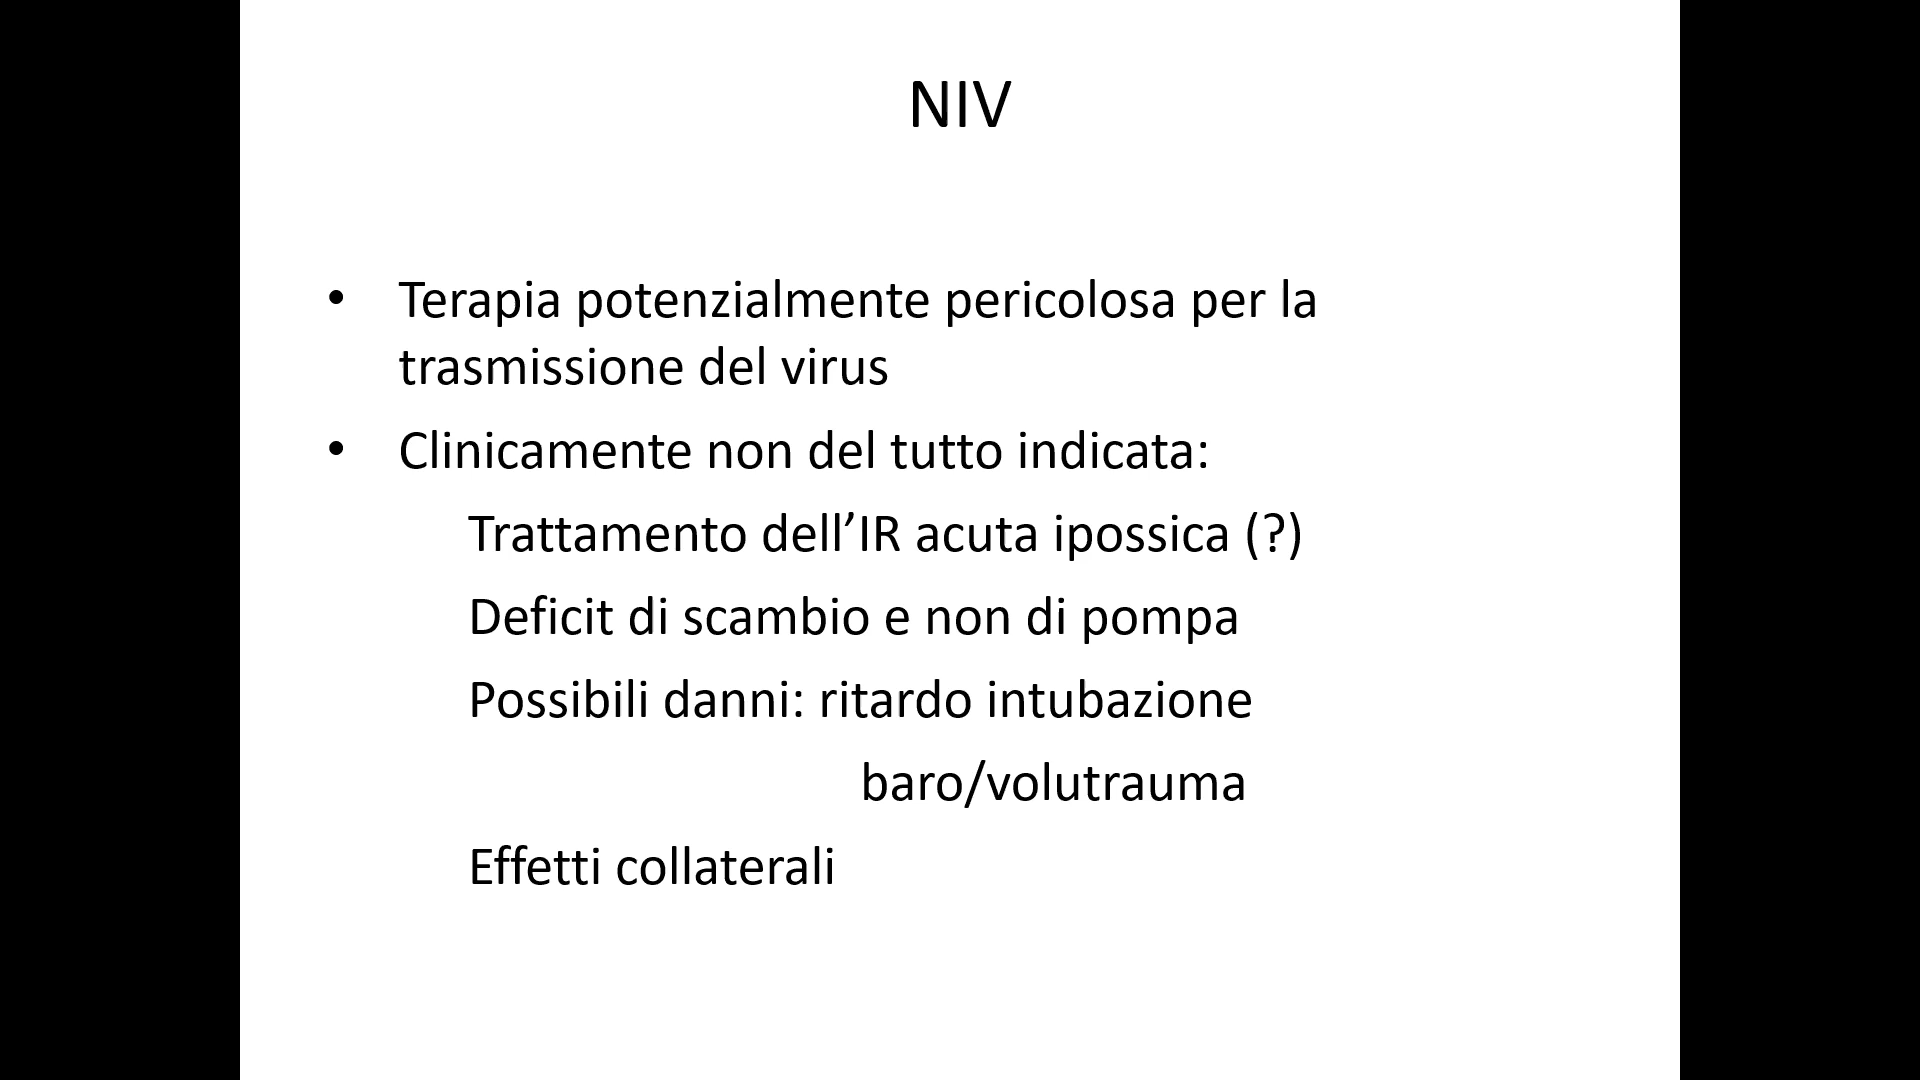 NIV
• Terapia potenzialmente pericolosa per la
trasmissione del virus
• Clinicamente non del tutto indicata:
Trattamento dell’IR acuta ipossica (?)
Deficit di scambio e non di pompa
Possibili danni: ritardo intubazione
baro/volutrauma
Effetti collaterali